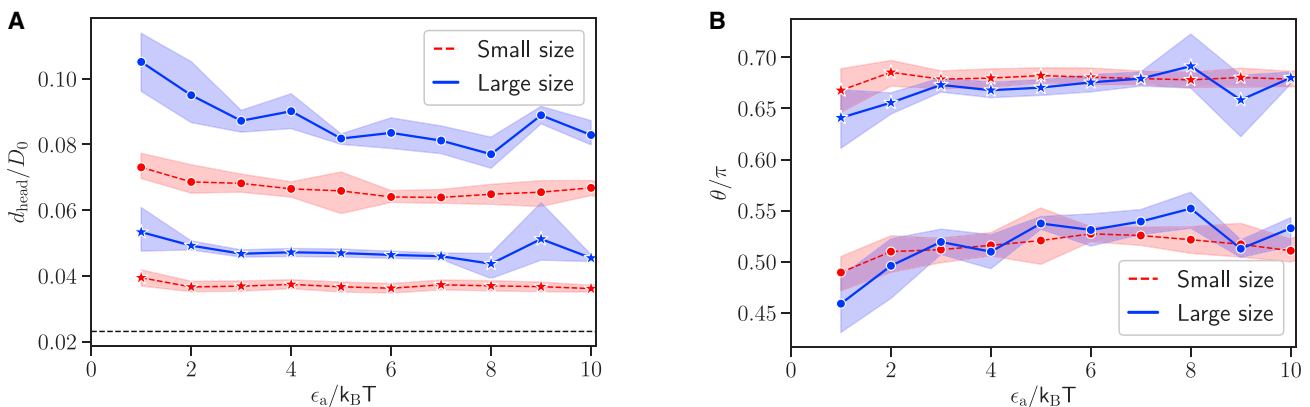 A
Small size
Large size
0.10
0.08
0.06
0.04
0.02
d_head/D_0
0 2 4 6 8 10
ϵ_a/k_BT
B
0.70
0.65
0.60
0.55
0.50
0.45
θ/π
Small size
Large size
0 2 4 6 8 10
ϵ_a/k_BT